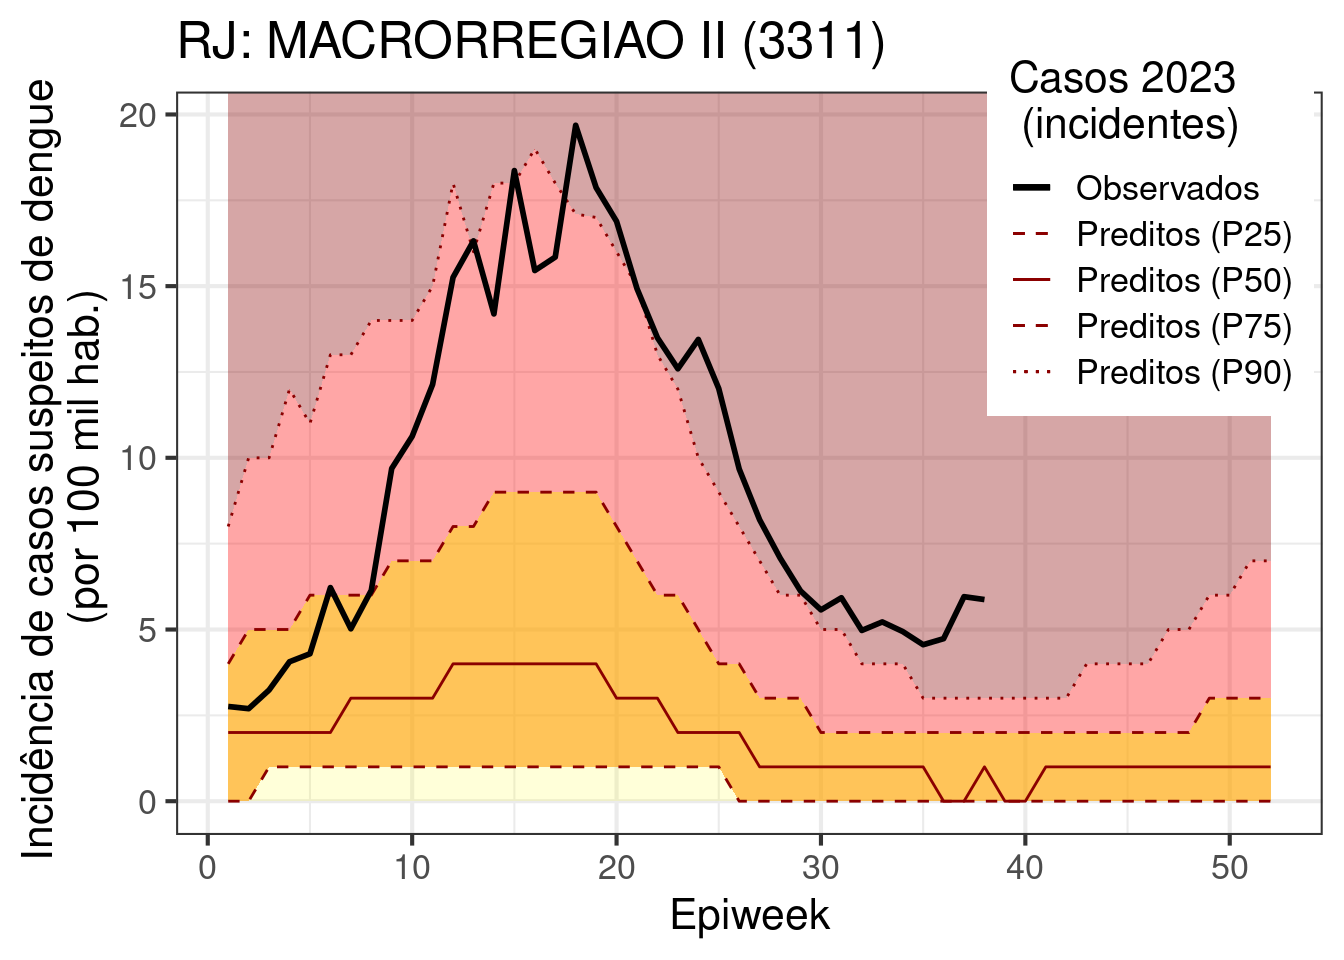 RJ: MACRORREGIAO II (3311)
Casos 2023
(incidentes)
Observados
Preditos (P25)
Preditos (P50)
Preditos (P75)
Preditos (P90)
Incidência de casos suspeitos de dengue
(por 100 mil hab.)
20
15
10
5
0
0 10 20 30 40 50
Epiweek